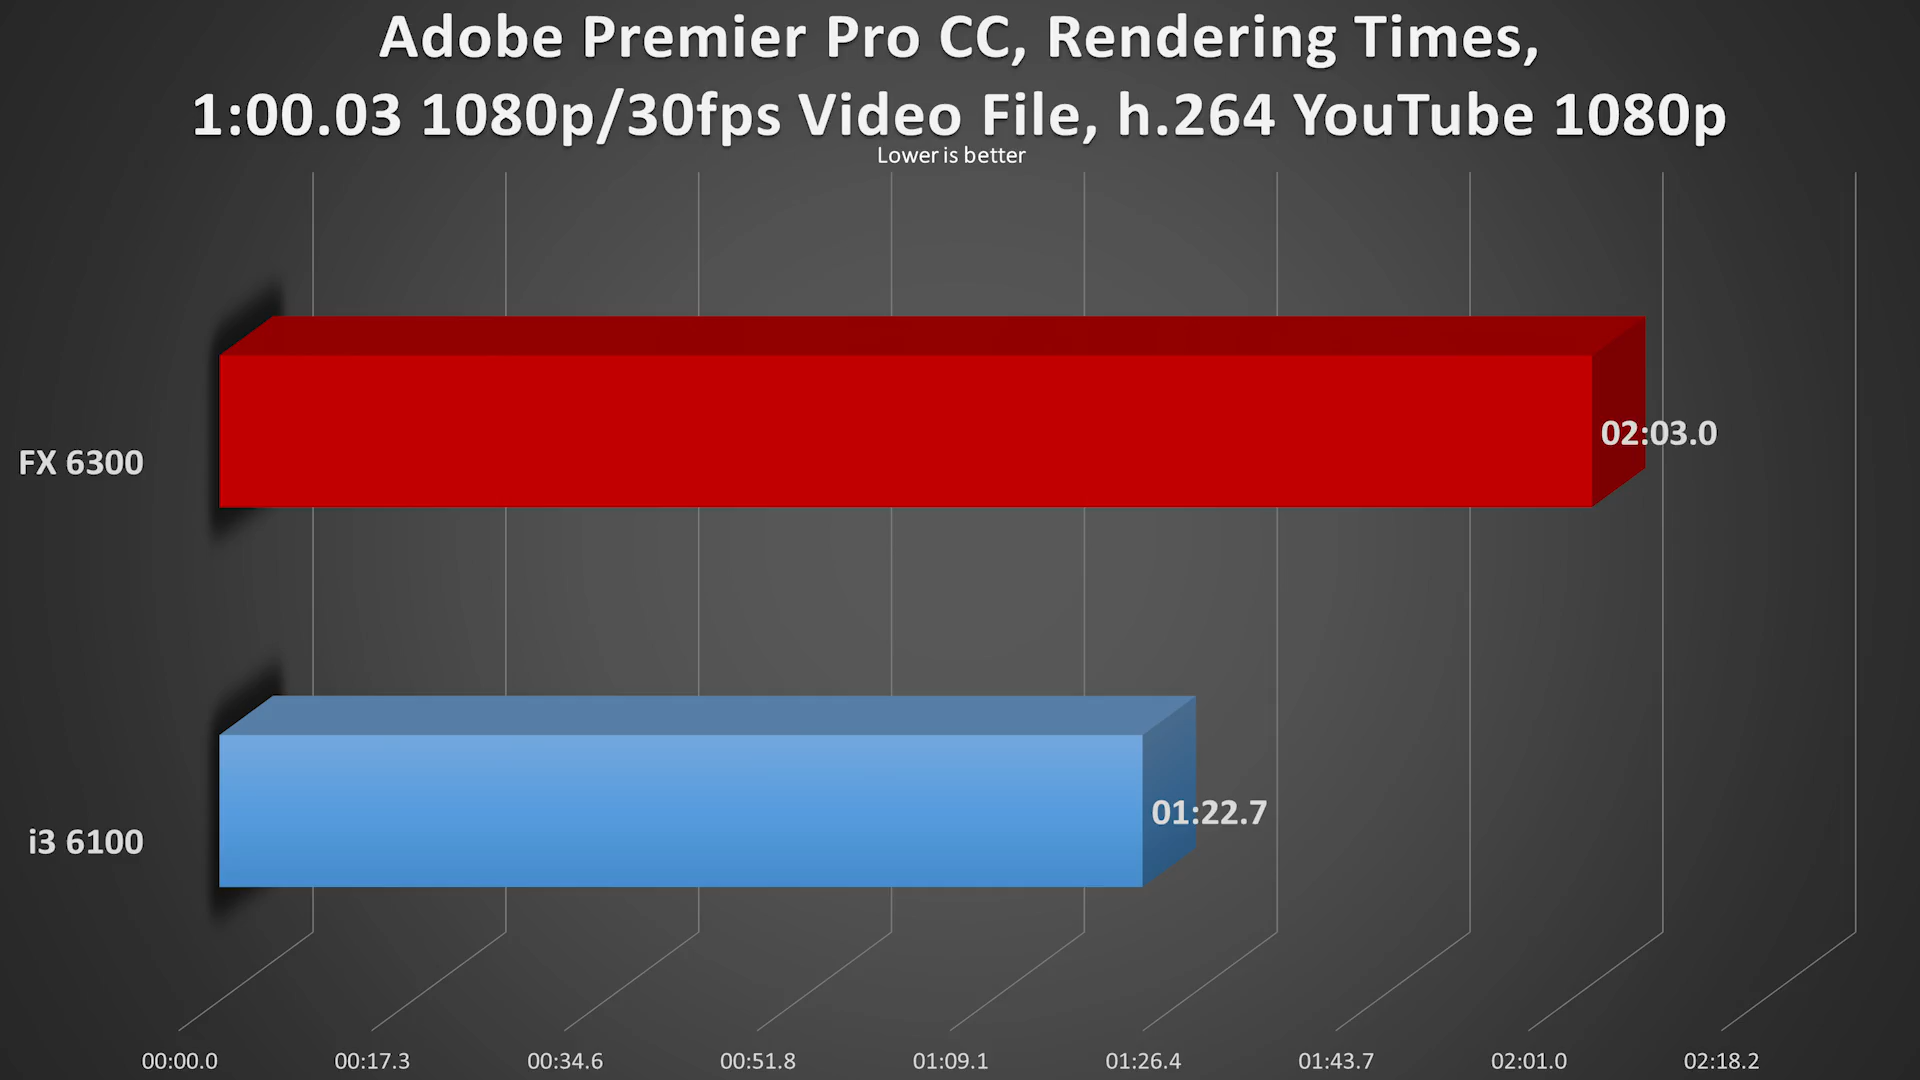 Adobe Premier Pro CC, Rendering Times,
1:00.03 1080p/30fps Video File, h.264 YouTube 1080p
Lower is better
FX 6300
02:03.0
i3 6100
01:22.7
00:00.0 00:17.3 00:34.6 00:51.8 01:09.1 01:26.4 01:43.7 02:01.0 02:18.2